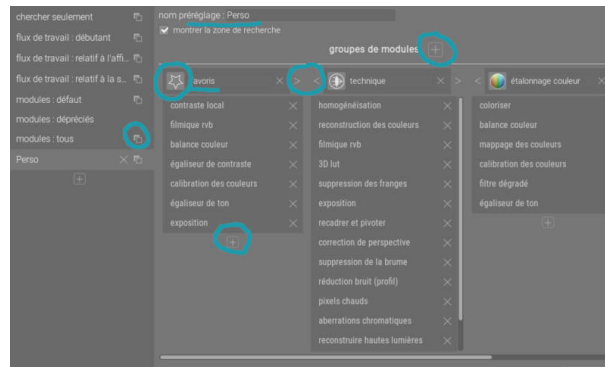 chercher seulement
flux de travail : débutant
flux de travail : relatif à l'affi...
flux de travail : relatif à la s...
modules : défaut
modules : dépréciés
modules : tous
Perso
nom préréglage : Perso
montrer la zone de recherche
groupes de modules
avoris
contraste local
filmique rvb
balance couleur
égaliseur de contraste
calibration des couleurs
égaliseur de ton
exposition
technique
homogénéisation
reconstruction des couleurs
filmique rvb
3D lut
suppression des franges
exposition
recadrer et pivoter
correction de perspective
suppression de la brume
réduction bruit (profil)
pixels chauds
aberrations chromatiques
reconstruire hautes lumières
étalonnage couleur
coloriser
balance couleur
mappage des couleurs
calibration des couleurs
filtre dégradé
égaliseur de ton